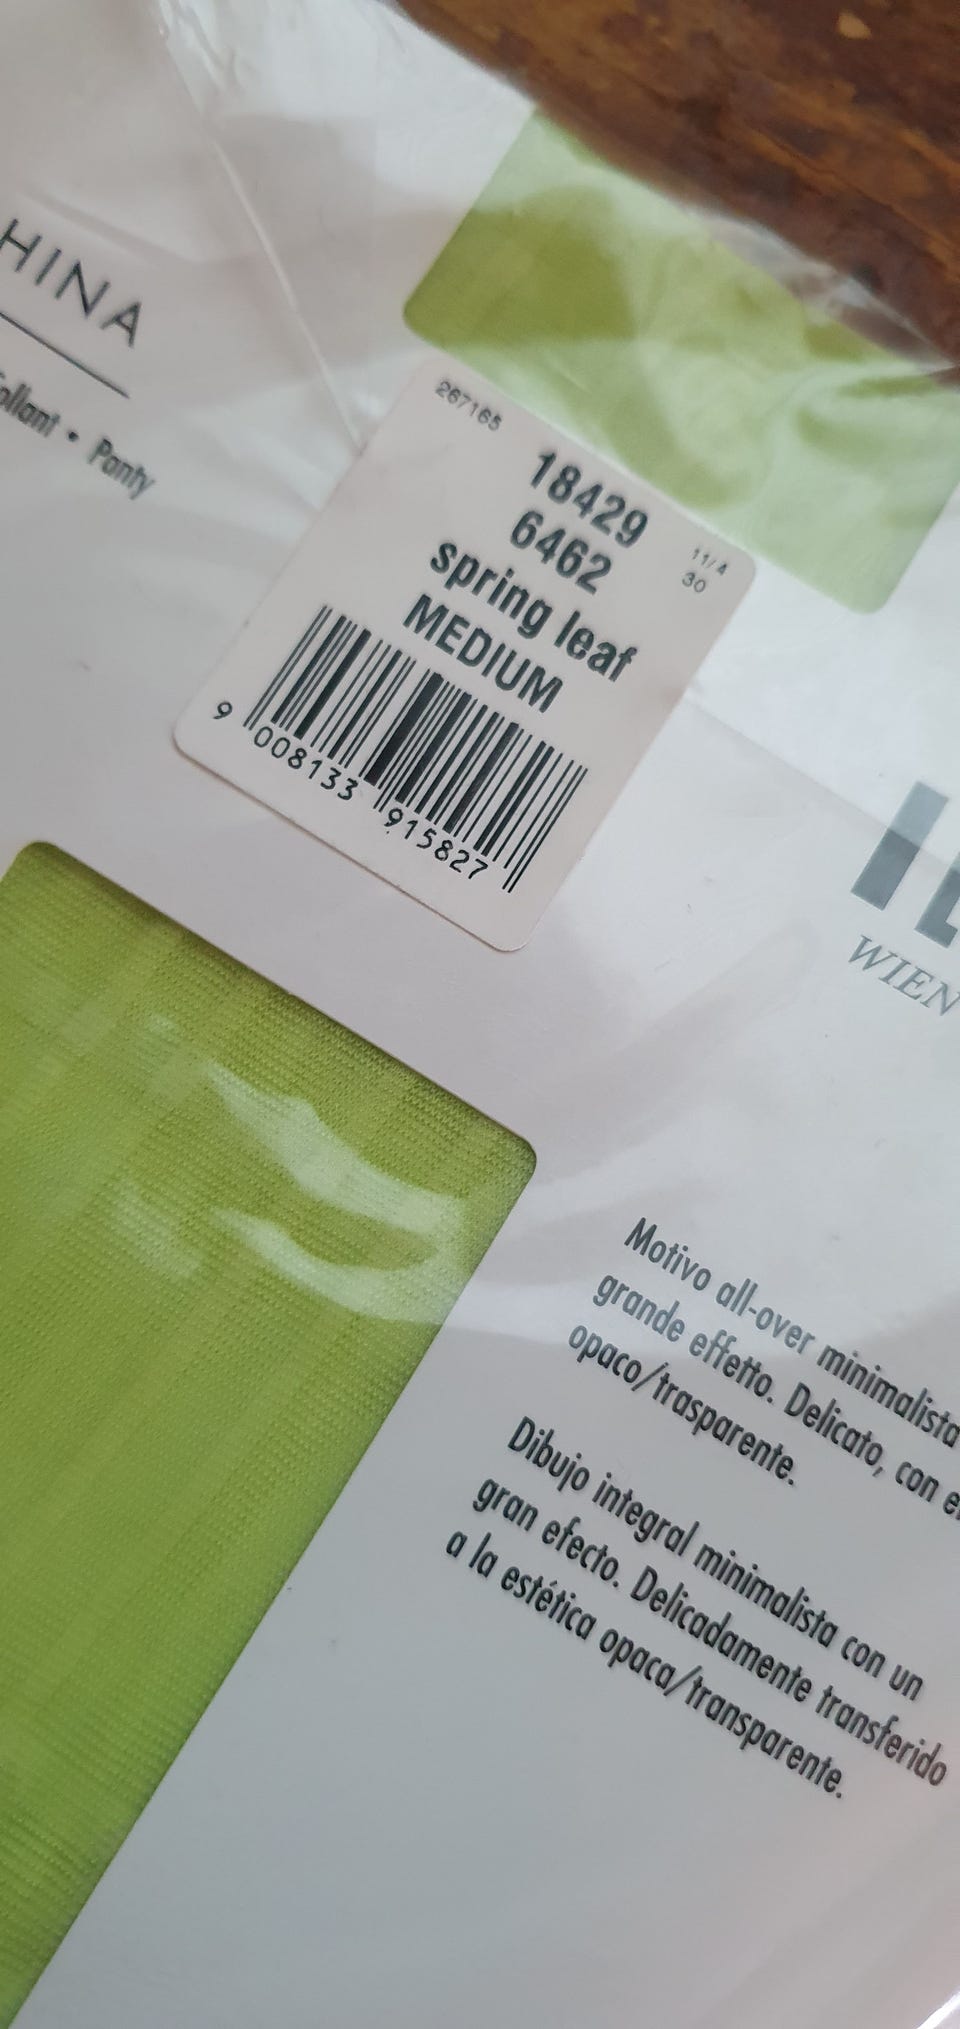 HINA
• Panty
267165
18429
6462
11/4
30
spring leaf
MEDIUM
9 008133 915827
WIEN
Motivo all-over minimalista
grande effetto. Delicato, con
opaco/trasparente.
Dibujo integral minimalista con un
gran efecto. Delicadamente transferido
a la estética opaca/transparente.